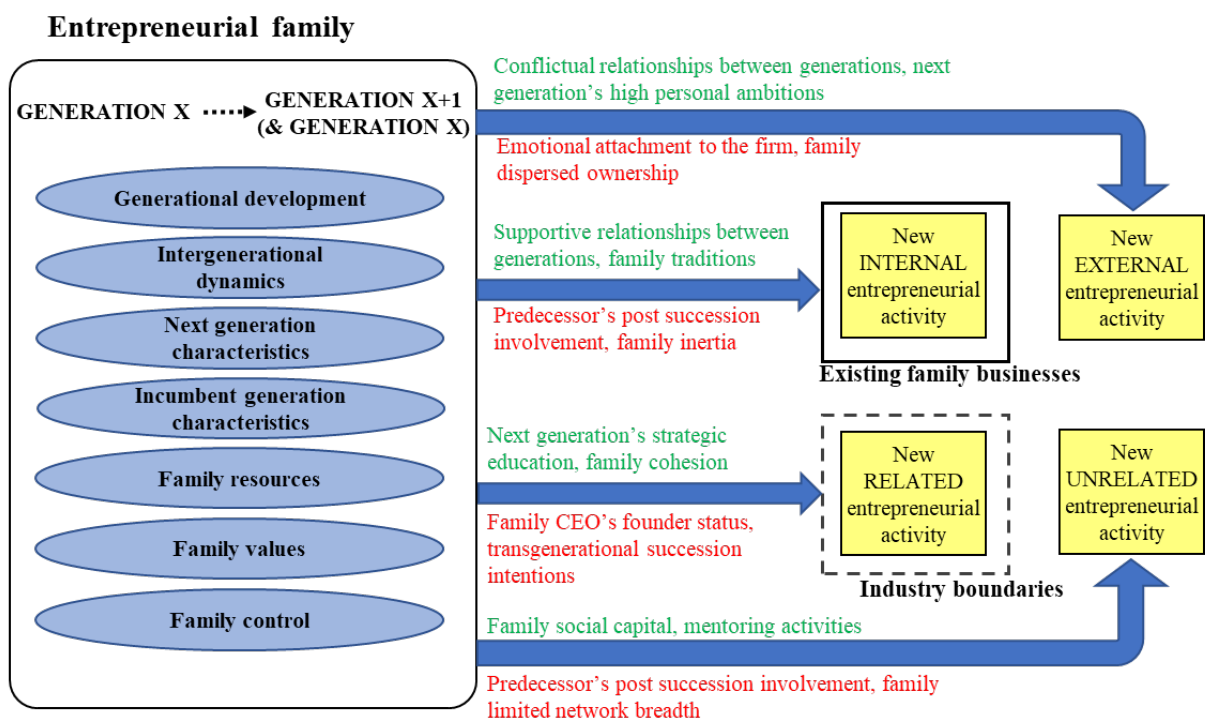 Entrepreneurial family
GENERATION X
GENERATION X+1
(& GENERATION X)
Generational development
Intergenerational
dynamics
Next generation
characteristics
Incumbent generation
characteristics
Family resources
Family values
Family control
Conflictual relationships between generations, next
generation's high personal ambitions
Emotional attachment to the firm, family
dispersed ownership
Supportive relationships between
generations, family traditions
Predecessor's post succession
involvement, family inertia
New
INTERNAL
entrepreneurial
activity
Existing family businesses
New
EXTERNAL
entrepreneurial
activity
Next generation's strategic
education, family cohesion
Family CEO's founder status,
transgenerational succession
intentions
New
RELATED
entrepreneurial
activity
Industry boundaries
New
UNRELATED
entrepreneurial
activity
Family social capital, mentoring activities
Predecessor's post succession involvement, family
limited network breadth